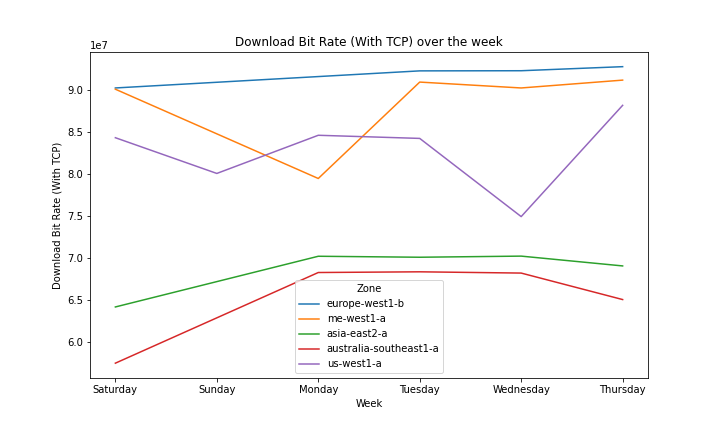 Download Bit Rate (With TCP) over the week
1e7
9.0
8.5
8.0
7.5
7.0
6.5
6.0
Download Bit Rate (With TCP)
Zone
europe-west1-b
me-west1-a
asia-east2-a
australia-southeast1-a
us-west1-a
Saturday Sunday Monday Tuesday Wednesday Thursday
Week